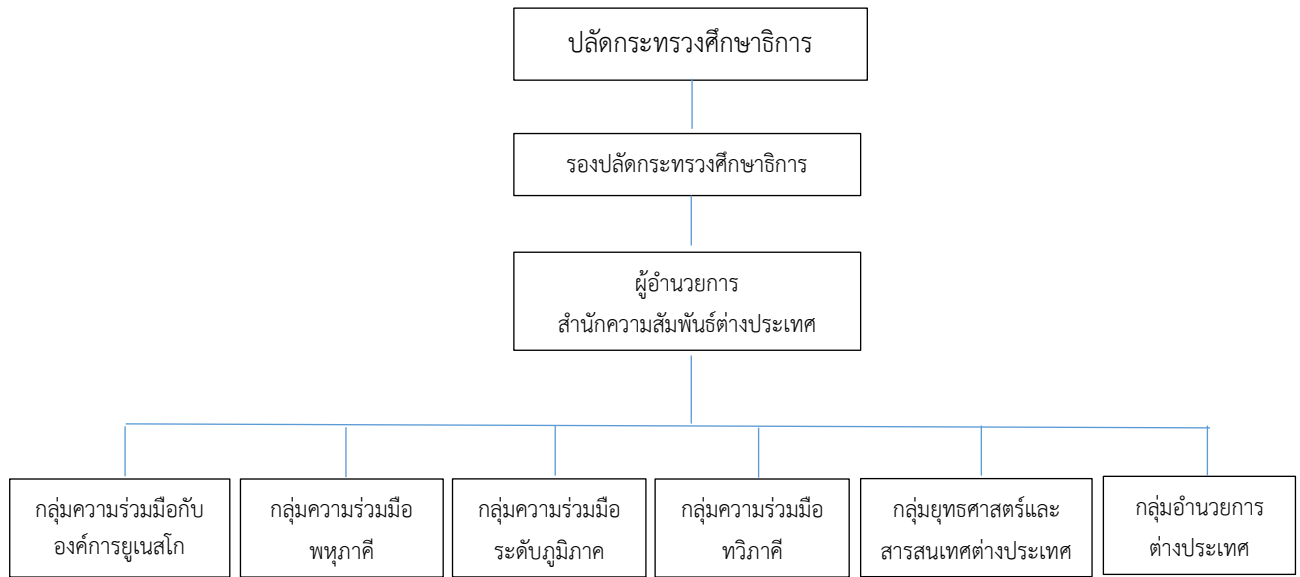 ปลัดกระทรวงศึกษาธิการ
รองปลัดกระทรวงศึกษาธิการ
ผู้อำนวยการ
สำนักความสัมพันธ์ต่างประเทศ
กลุ่มความร่วมมือกับ
องค์การยูเนสโก
กลุ่มความร่วมมือ
พหุภาคี
กลุ่มความร่วมมือ
ระดับภูมิภาค
กลุ่มความร่วมมือ
ทวิภาคี
กลุ่มยุทธศาสตร์และ
สารสนเทศต่างประเทศ
กลุ่มอำนวยการ
ต่างประเทศ